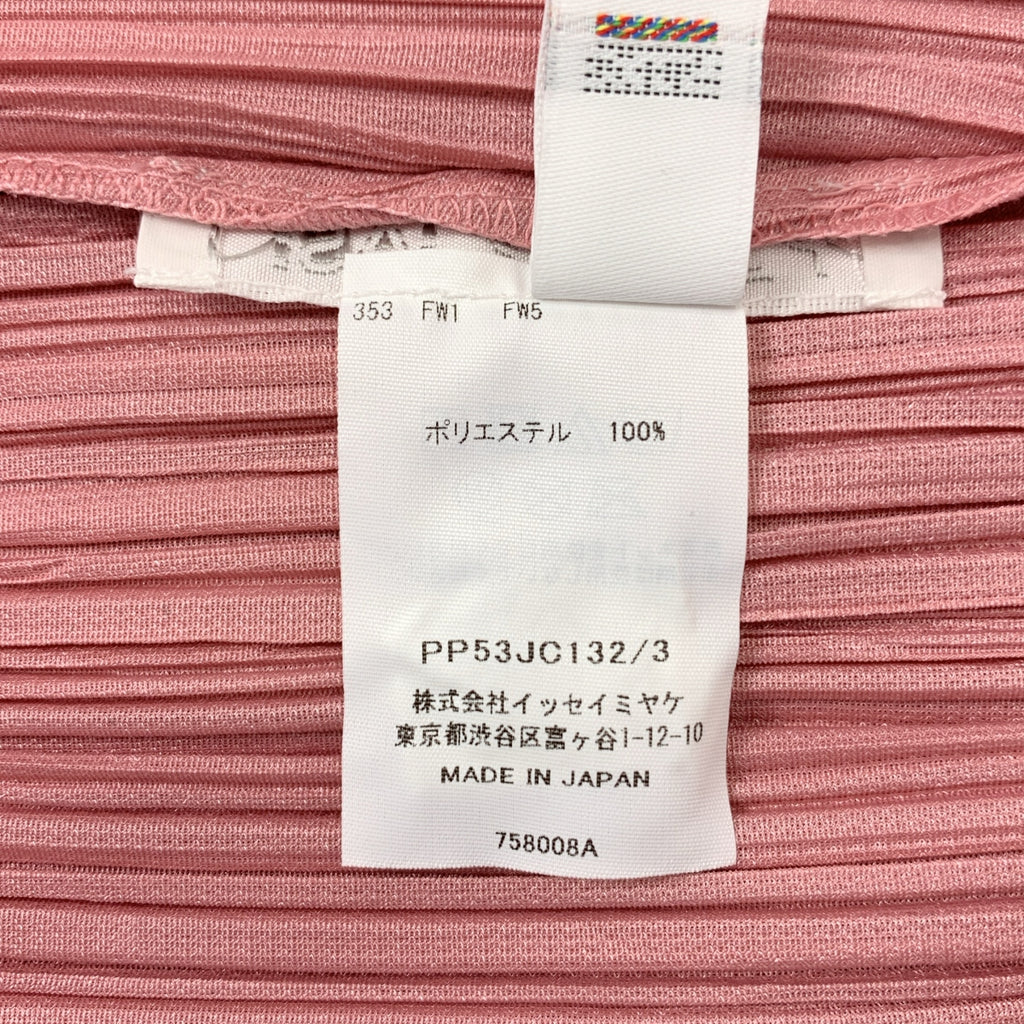 353 FW1 FW5
ポリエステル 100%
PP53JC132/3
株式会社イッセイミヤケ
東京都渋谷区富ヶ谷1-12-10
MADE IN JAPAN
758008A